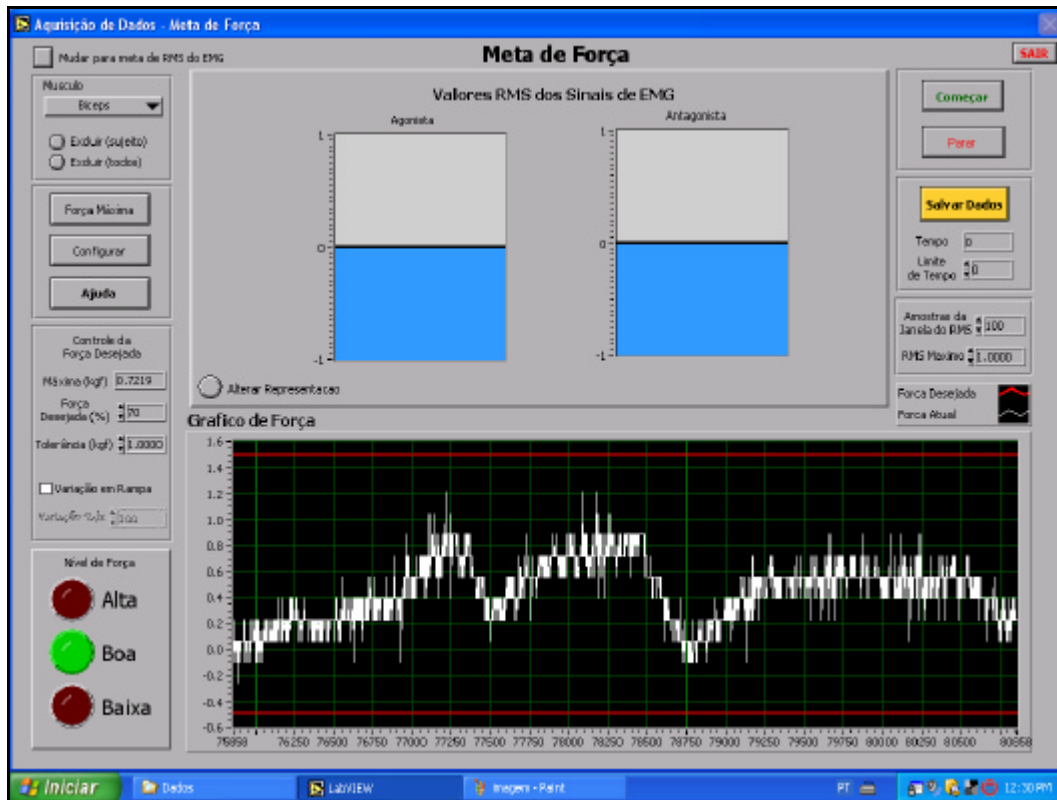 Aquisição de Dados - Meta de Força
Mudar para meta de RMS do EMG
Meta de Força
SAIR
Musculo
Biceps
Excluir (sujeito)
Excluir (todos)
Força Máxima
Configurar
Ajuda
Controle da
Força Desejada
Máxima (kgf) 0.7219
Força
Desejada (%) 70
Tolerância (kgf) 1.0000
Variação em Rampa
100
Nível de Força
Alta
Boa
Baixa
Valores RMS dos Sinais de EMG
Agonista
1
0
-1
Antagonista
1
0
-1
Alterar Representacao
Começar
Parar
Salvar Dados
Tempo 0
Limite
de Tempo 0
Amostras da
Janela do RMS 100
RMS Maximo 1.0000
Forca Desejada
Forca Atual
Grafico de Força
1.6
1.4
1.2
1.0
0.8
0.6
0.4
0.2
0.0
-0.2
-0.4
-0.6
75858 76250 76500 76750 77000 77250 77500 77750 78000 78250 78500 78750 79000 79250 79500 79750 80000 80250 80500 80858
Iniciar
Dados
LabVIEW
imagem - Paint
PT
12:30 PM